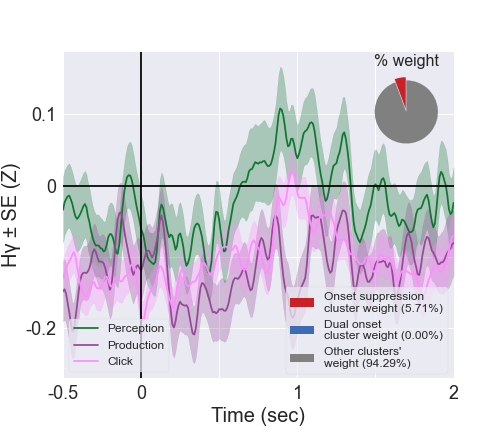 % weight
0.1
0
-0.2
Hγ ± SE (Z)
Perception
Production
Click
Onset suppression
cluster weight (5.71%)
Dual onset
cluster weight (0.00%)
Other clusters'
weight (94.29%)
-0.5
0
1
2
Time (sec)